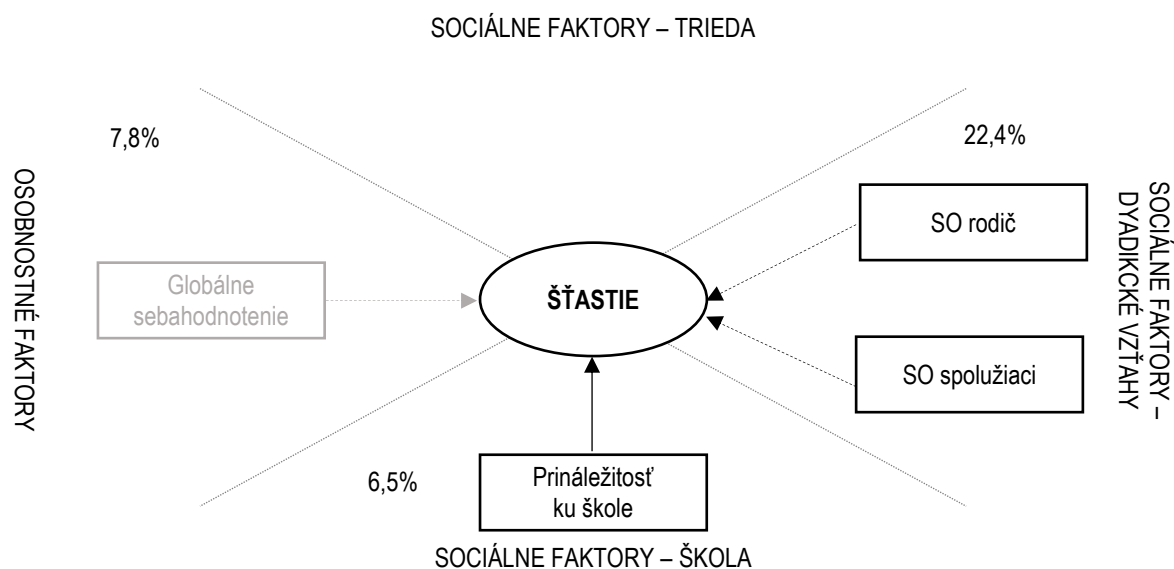 SOCIÁLNE FAKTORY – TRIEDA
7,8%
22,4%
OSOBNOSTNÉ FAKTORY
SOCIÁLNE FAKTORY –
DYADIKCKÉ VZŤAHY
SO rodič
Globálne
sebahodnotenie
ŠŤASTIE
SO spolužiaci
6,5%
Prináležitosť
ku škole
SOCIÁLNE FAKTORY – ŠKOLA